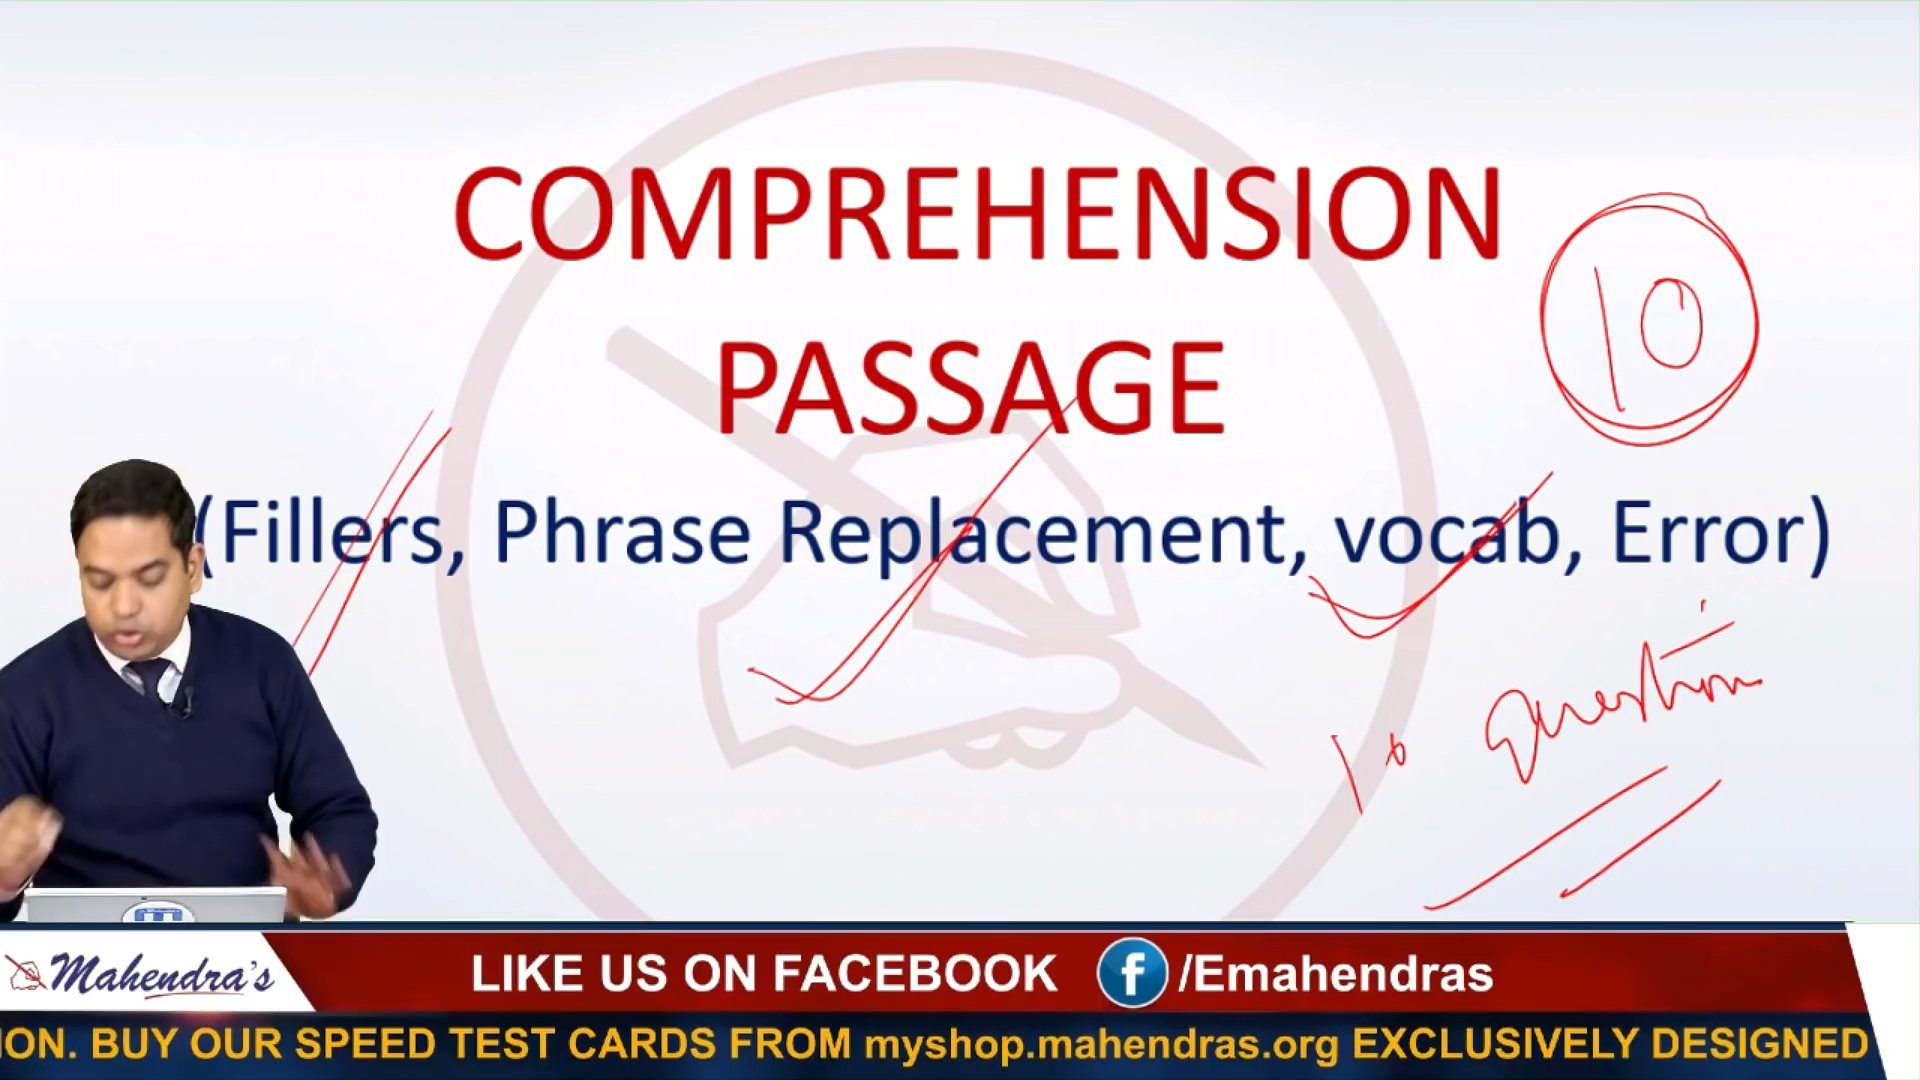 COMPREHENSION
PASSAGE
10
(Fillers, Phrase Replacement, vocab, Error)
10 Question
Mahendra's
LIKE US ON FACEBOOK f /Emahendras
ION. BUY OUR SPEED TEST CARDS FROM myshop.mahendras.org EXCLUSIVELY DESIGNED